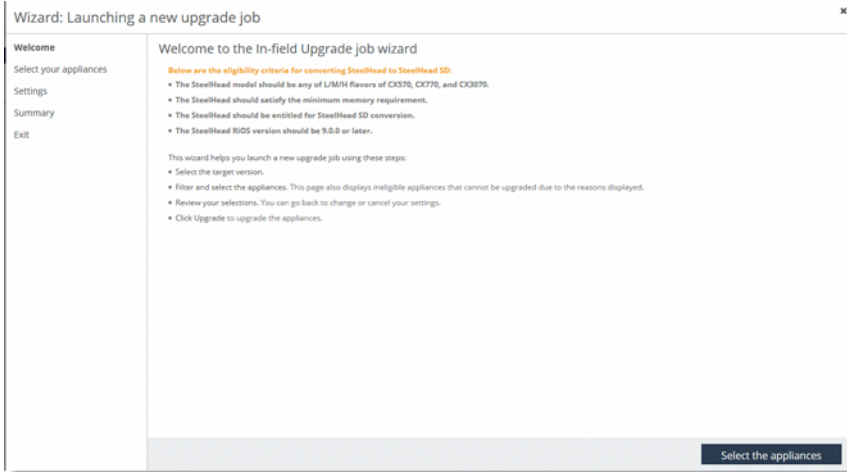 Wizard: Launching a new upgrade job
×
Welcome
Select your appliances
Settings
Summary
Exit
Welcome to the In-field Upgrade job wizard
Below are the eligibility criteria for converting SteelHead to SteelHead SD:
• The SteelHead model should be any of L/M/H flavors of CX570, CX770, and CX3070.
• The SteelHead should satisfy the minimum memory requirement.
• The SteelHead should be entitled for SteelHead SD conversion.
• The SteelHead RiOS version should be 9.0.0 or later.
This wizard helps you launch a new upgrade job using these steps:
• Select the target version.
• Filter and select the appliances. This page also displays ineligible appliances that cannot be upgraded due to the reasons displayed.
• Review your selections. You can go back to change or cancel your settings.
• Click Upgrade to upgrade the appliances.
Select the appliances